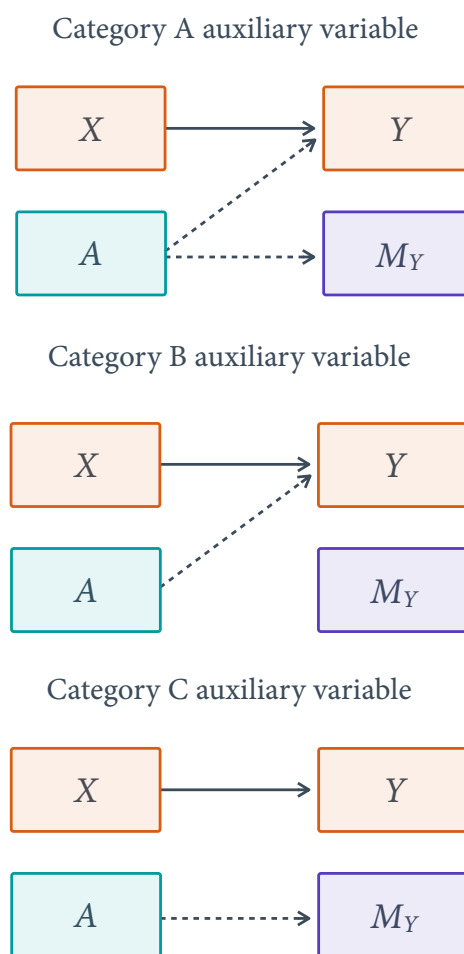 Category A auxiliary variable
X
Y
A
M_Y
Category B auxiliary variable
X
Y
A
M_Y
Category C auxiliary variable
X
Y
A
M_Y